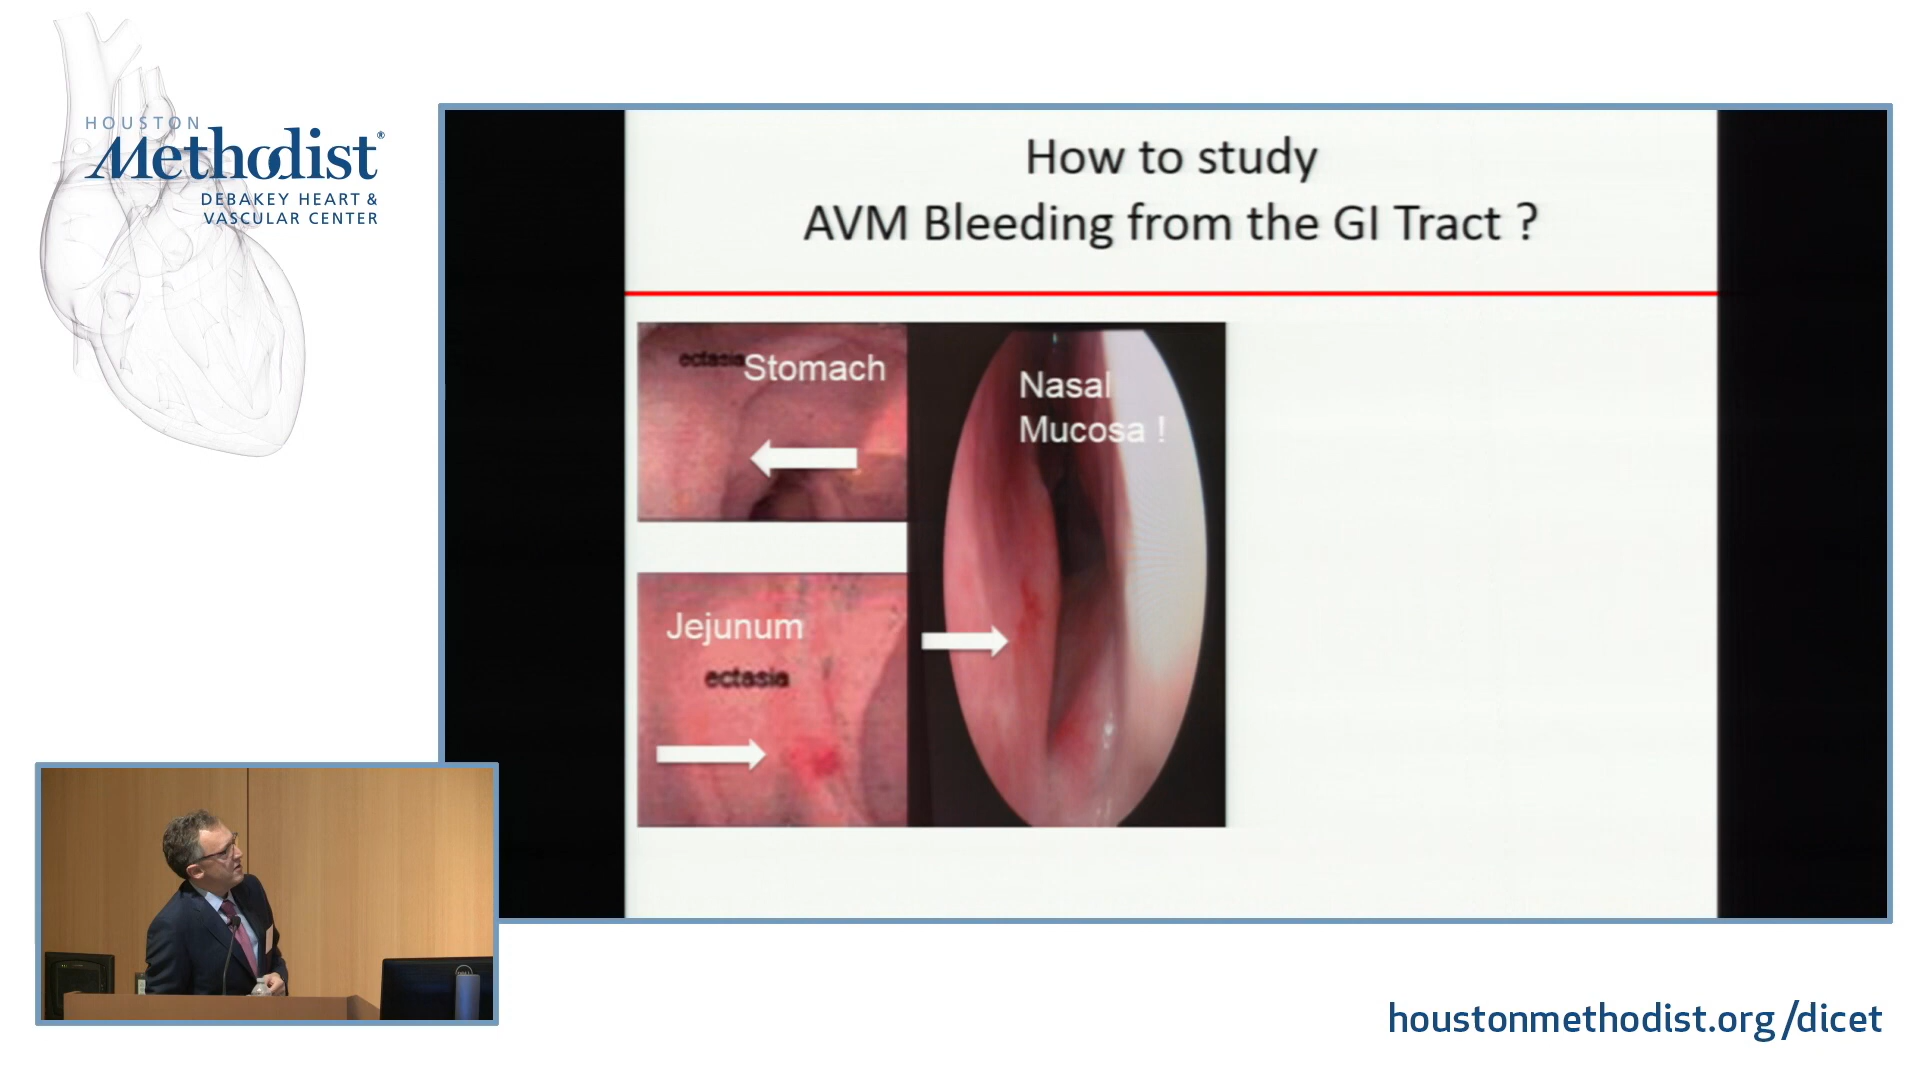 HOUSTON
Methodist®
DEBAKEY HEART &
VASCULAR CENTER
How to study
AVM Bleeding from the GI Tract ?
ectasia
Stomach
Nasal
Mucosa !
Jejunum
ectasia
houstonmethodist.org/dicet